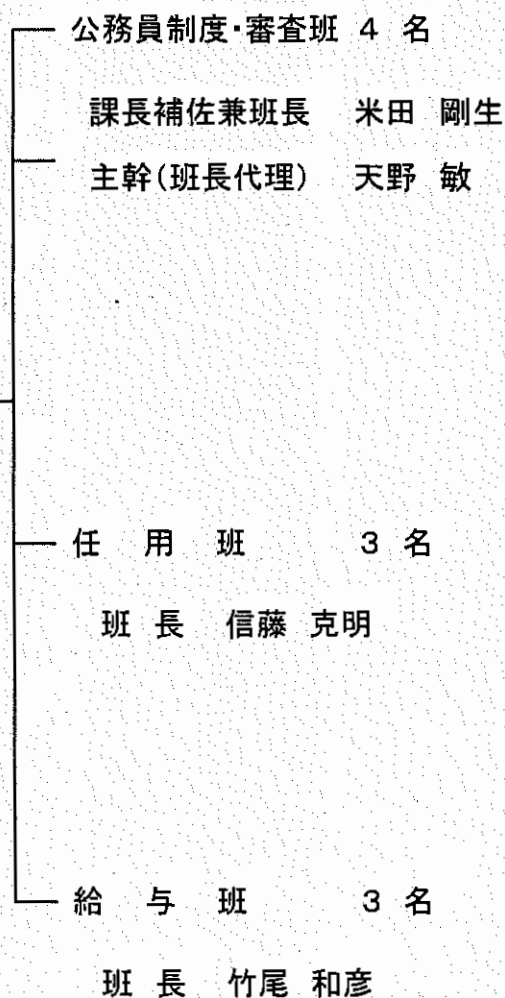 公務員制度・審査班 4 名
課長補佐兼班長 米田 剛生
主幹(班長代理) 天野 敏
任 用 班 3 名
班 長 信藤 克明
給 与 班 3 名
班 長 竹尾 和彦